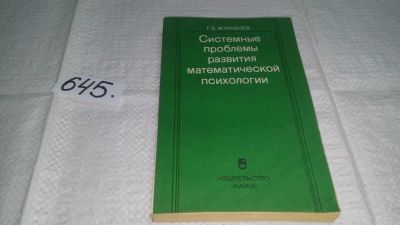 645.
Г. Е. ЖУРАВЛЕВ
Системные
проблемы
развития
математической
психологии
ИЗДАТЕЛЬСТВО
«НАУКА»